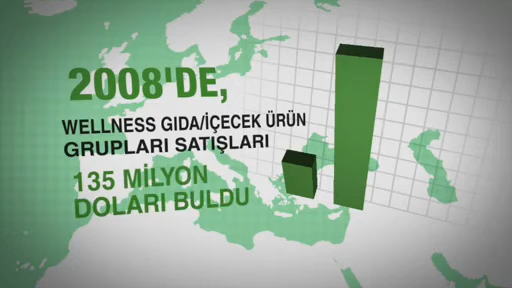 2008'DE,
WELLNESS GIDA/İÇECEK ÜRÜN
GRUPLARI SATIŞLARI
135 MİLYON
DOLARI BULDU